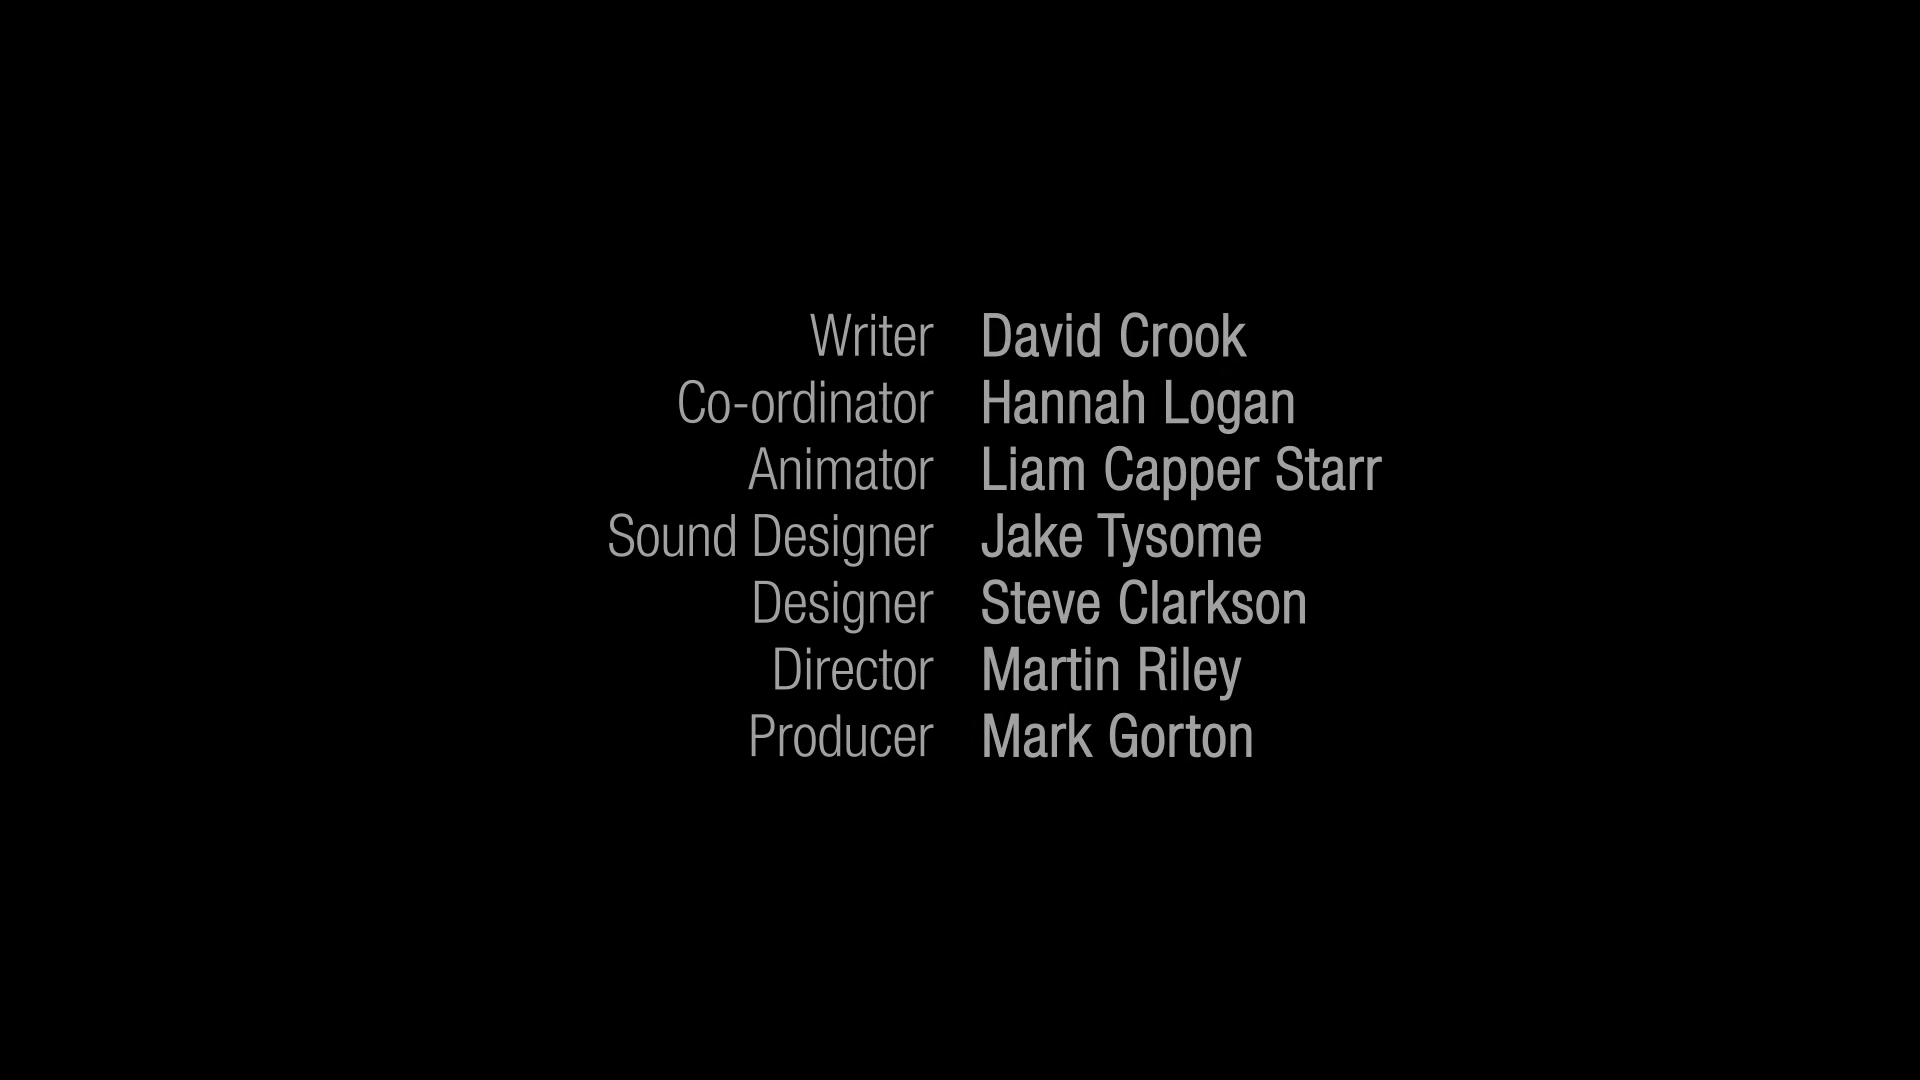 Writer David Crook
Co-ordinator Hannah Logan
Animator Liam Capper Starr
Sound Designer Jake Tysome
Designer Steve Clarkson
Director Martin Riley
Producer Mark Gorton